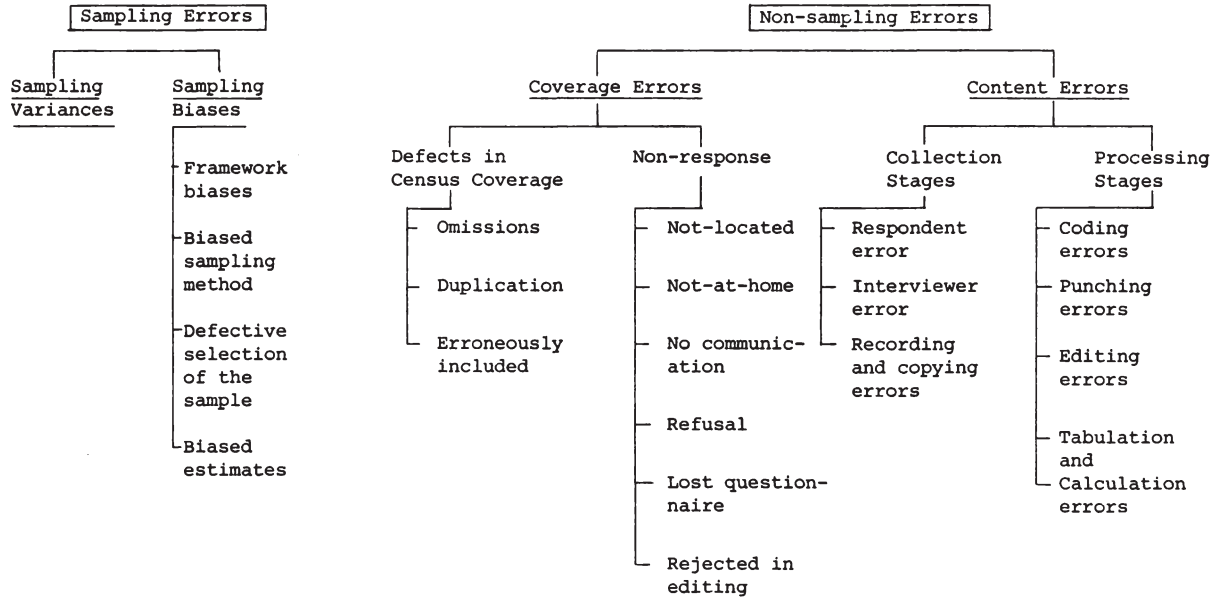 Sampling Errors
Sampling
Variances
Sampling
Biases
Framework
biases
Biased
sampling
method
Defective
selection
of the
sample
Biased
estimates
Non-sampling Errors
Coverage Errors
Defects in
Census Coverage
Omissions
Duplication
Erroneously
included
Non-response
Not-located
Not-at-home
No communic-
ation
Refusal
Lost question-
naire
Rejected in
editing
Content Errors
Collection
Stages
Respondent
error
Interviewer
error
Recording
and copying
errors
Processing
Stages
Coding
errors
Punching
errors
Editing
errors
Tabulation
and
Calculation
errors